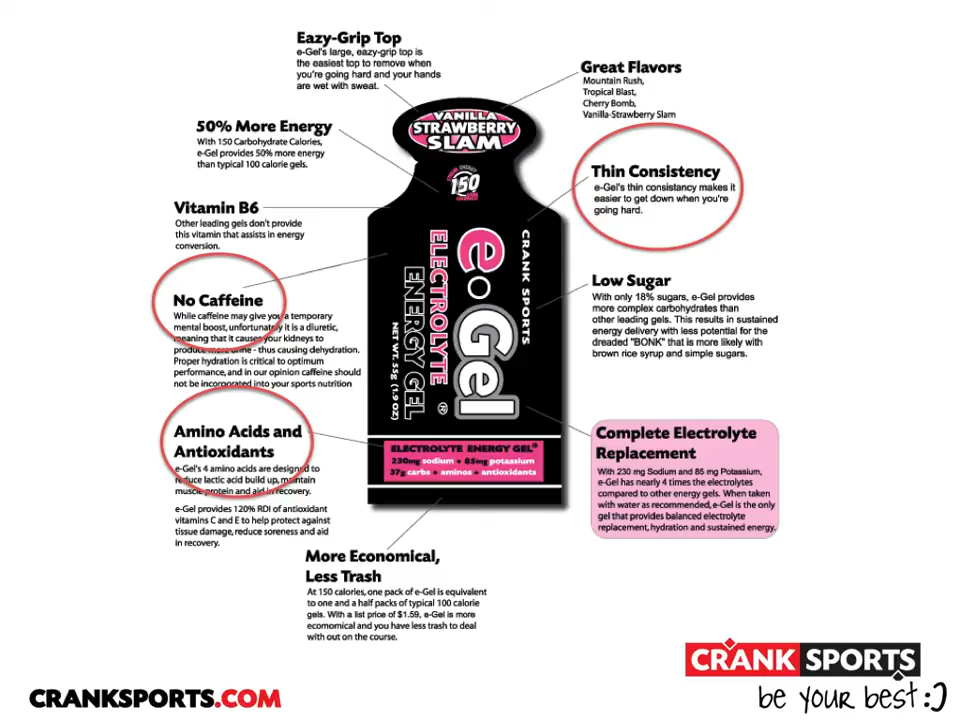 Eazy-Grip Top
e-Gel's large, eazy-grip top is
the easiest top to remove when
you're going hard and your hands
are wet with sweat.
Great Flavors
Mountain Rush,
Tropical Blast,
Cherry Bomb,
Vanilla-Strawberry Slam
50% More Energy
With 150 Carbohydrate Calories,
e-Gel provides 50% more energy
than typical 100 calorie gels.
Thin Consistency
e-Gel's thin consistancy makes it
easier to get down when you're
going hard.
Vitamin B6
Other leading gels don't provide
this vitamin that assists in energy
conversion.
No Caffeine
While caffeine may give you a temporary
mental boost, unfortunately it is a diuretic,
meaning that it causes your kidneys to
produce more urine - thus causing dehydration.
Proper hydration is critical to optimum
performance, and in our opinion caffeine should
not be incorporated into your sports nutrition
Low Sugar
With only 18% sugars, e-Gel provides
more complex carbohydrates than
other leading gels. This results in sustained
energy delivery with less potential for the
dreaded "BONK" that is more likely with
brown rice syrup and simple sugars.
Amino Acids and
Antioxidants
e-Gel's 4 amino acids are designed to
reduce lactic acid build up, maintain
muscle protein and aid in recovery.
e-Gel provides 120% RDI of antioxidant
vitamins C and E to help protect against
tissue damage, reduce soreness and aid
in recovery.
Complete Electrolyte
Replacement
With 230 mg Sodium and 85 mg Potassium,
e-Gel has nearly 4 times the electrolytes
compared to other energy gels. When taken
with water as recommended, e-Gel is the only
gel that provides balanced electrolyte
replacement, hydration and sustained energy.
More Economical,
Less Trash
At 150 calories, one pack of e-Gel is equivalent
to one and a half packs of typical 100 calorie
gels. With a list price of $1.59, e-Gel is more
ecomomical and you have less trash to deal
with out on the course.
VANILLA
STRAWBERRY
SLAM
150
CRANK SPORTS
e-Gel
ELECTROLYTE
ENERGY GEL®
NET WT. 55g (1.9 OZ)
ELECTROLYTE ENERGY GEL®
230mg sodium • 85mg potassium
37g carbs • aminos • antioxidants
CRANKSPORTS.COM
CRANK SPORTS
be your best :)